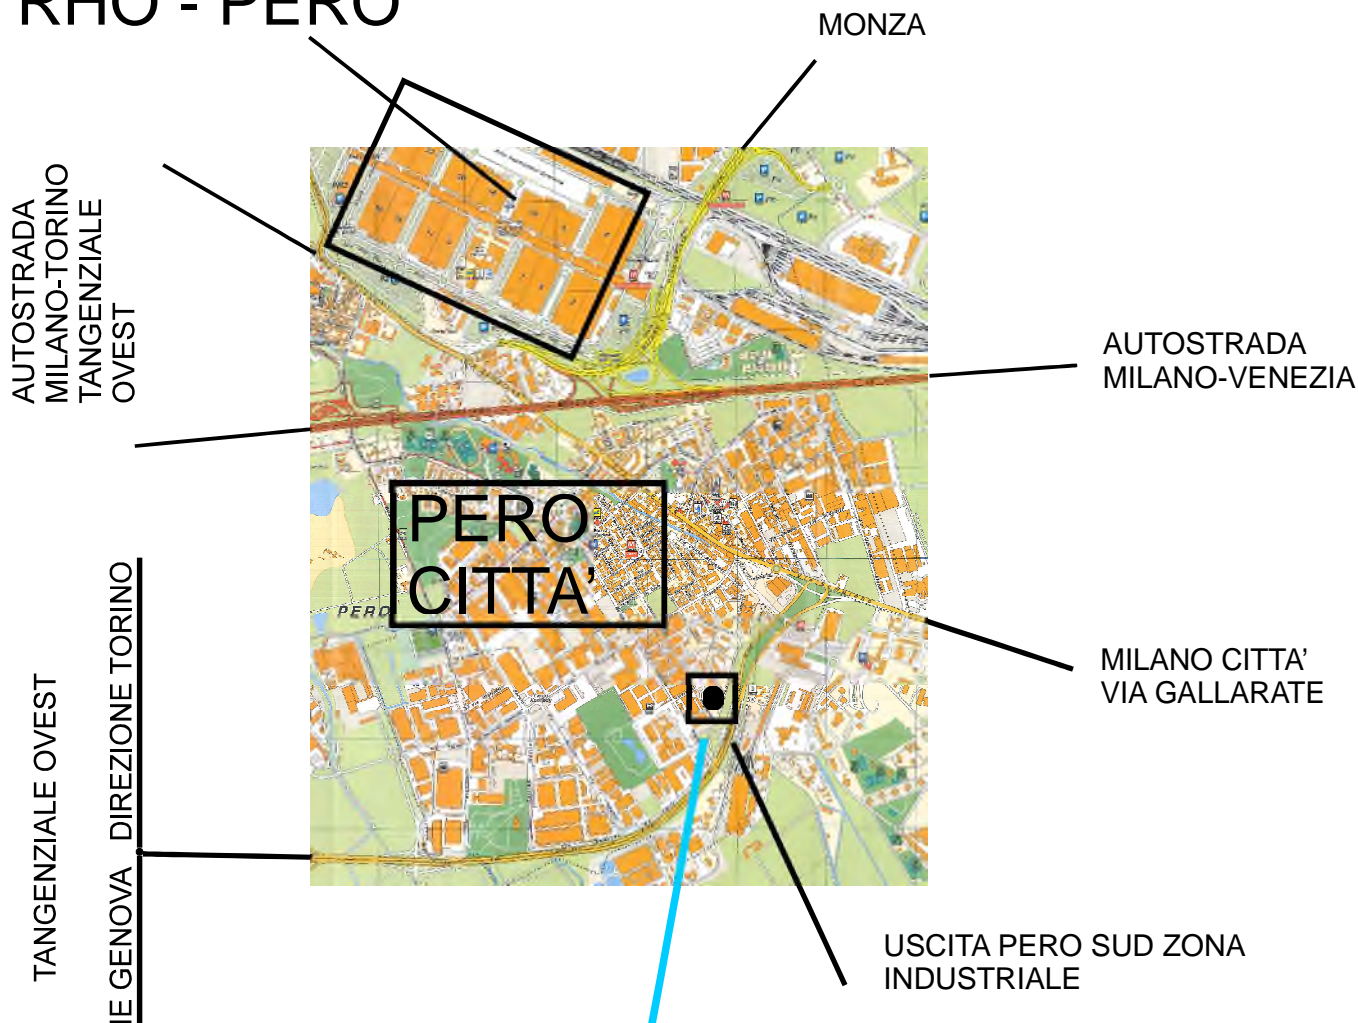 RHO - PERO
MONZA
AUTOSTRADA
MILANO-TORINO
TANGENZIALE
OVEST
AUTOSTRADA
MILANO-VENEZIA
PERO
CITTA'
PERO
MILANO CITTA'
VIA GALLARATE
TANGENZIALE OVEST
GENOVA DIREZIONE TORINO
USCITA PERO SUD ZONA
INDUSTRIALE